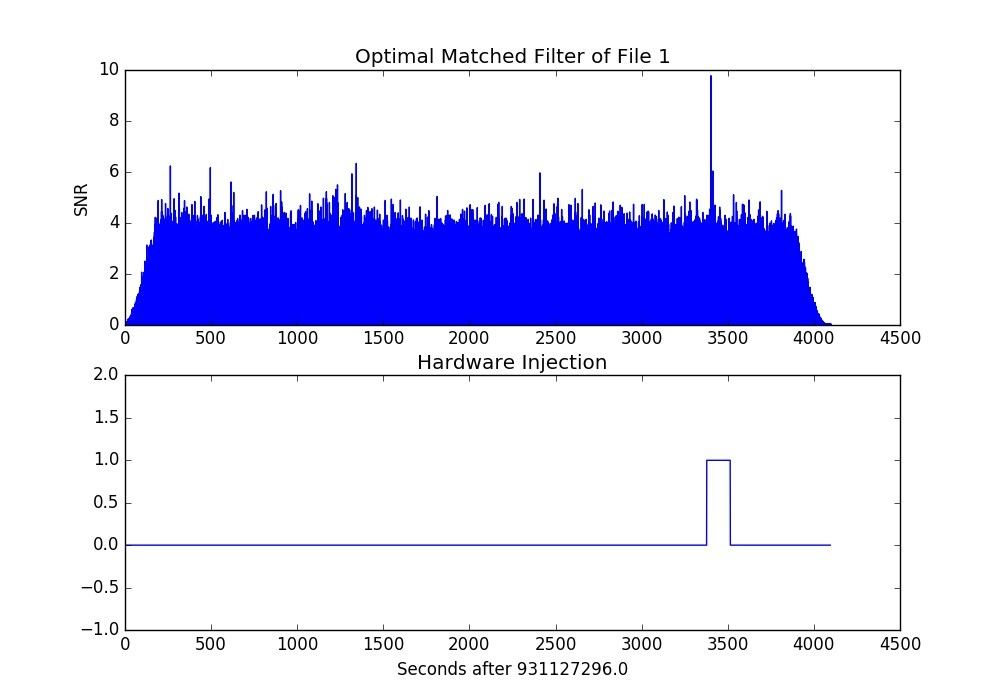 Optimal Matched Filter of File 1
10
8
6
4
2
0
SNR
0 500 1000 1500 2000 2500 3000 3500 4000 4500
Hardware Injection
2.0
1.5
1.0
0.5
0.0
−0.5
−1.0
0 500 1000 1500 2000 2500 3000 3500 4000 4500
Seconds after 931127296.0